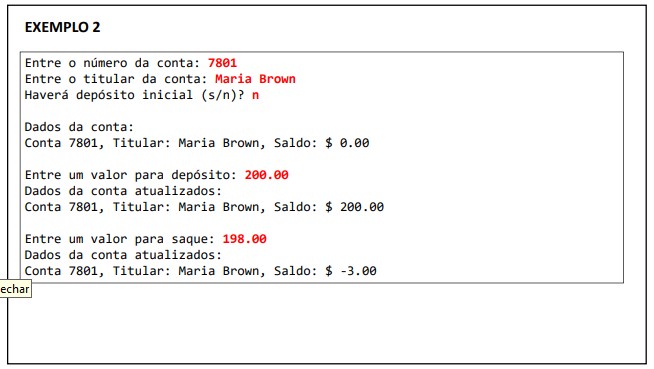 EXEMPLO 2
Entre o número da conta: 7801
Entre o titular da conta: Maria Brown
Haverá depósito inicial (s/n)? n
Dados da conta:
Conta 7801, Titular: Maria Brown, Saldo: $ 0.00
Entre um valor para depósito: 200.00
Dados da conta atualizados:
Conta 7801, Titular: Maria Brown, Saldo: $ 200.00
Entre um valor para saque: 198.00
Dados da conta atualizados:
Conta 7801, Titular: Maria Brown, Saldo: $ -3.00
echar